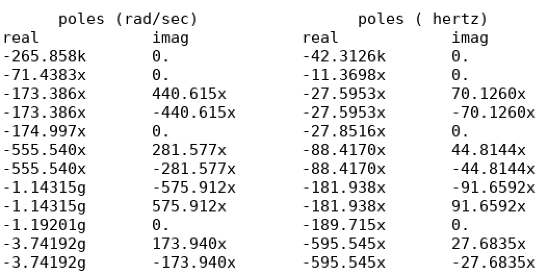 poles (rad/sec) poles ( hertz)
real imag real imag
-265.858k 0. -42.3126k 0.
-71.4383x 0. -11.3698x 0.
-173.386x 440.615x -27.5953x 70.1260x
-173.386x -440.615x -27.5953x -70.1260x
-174.997x 0. -27.8516x 0.
-555.540x 281.577x -88.4170x 44.8144x
-555.540x -281.577x -88.4170x -44.8144x
-1.14315g -575.912x -181.938x -91.6592x
-1.14315g 575.912x -181.938x 91.6592x
-1.19201g 0. -189.715x 0.
-3.74192g 173.940x -595.545x 27.6835x
-3.74192g -173.940x -595.545x -27.6835x